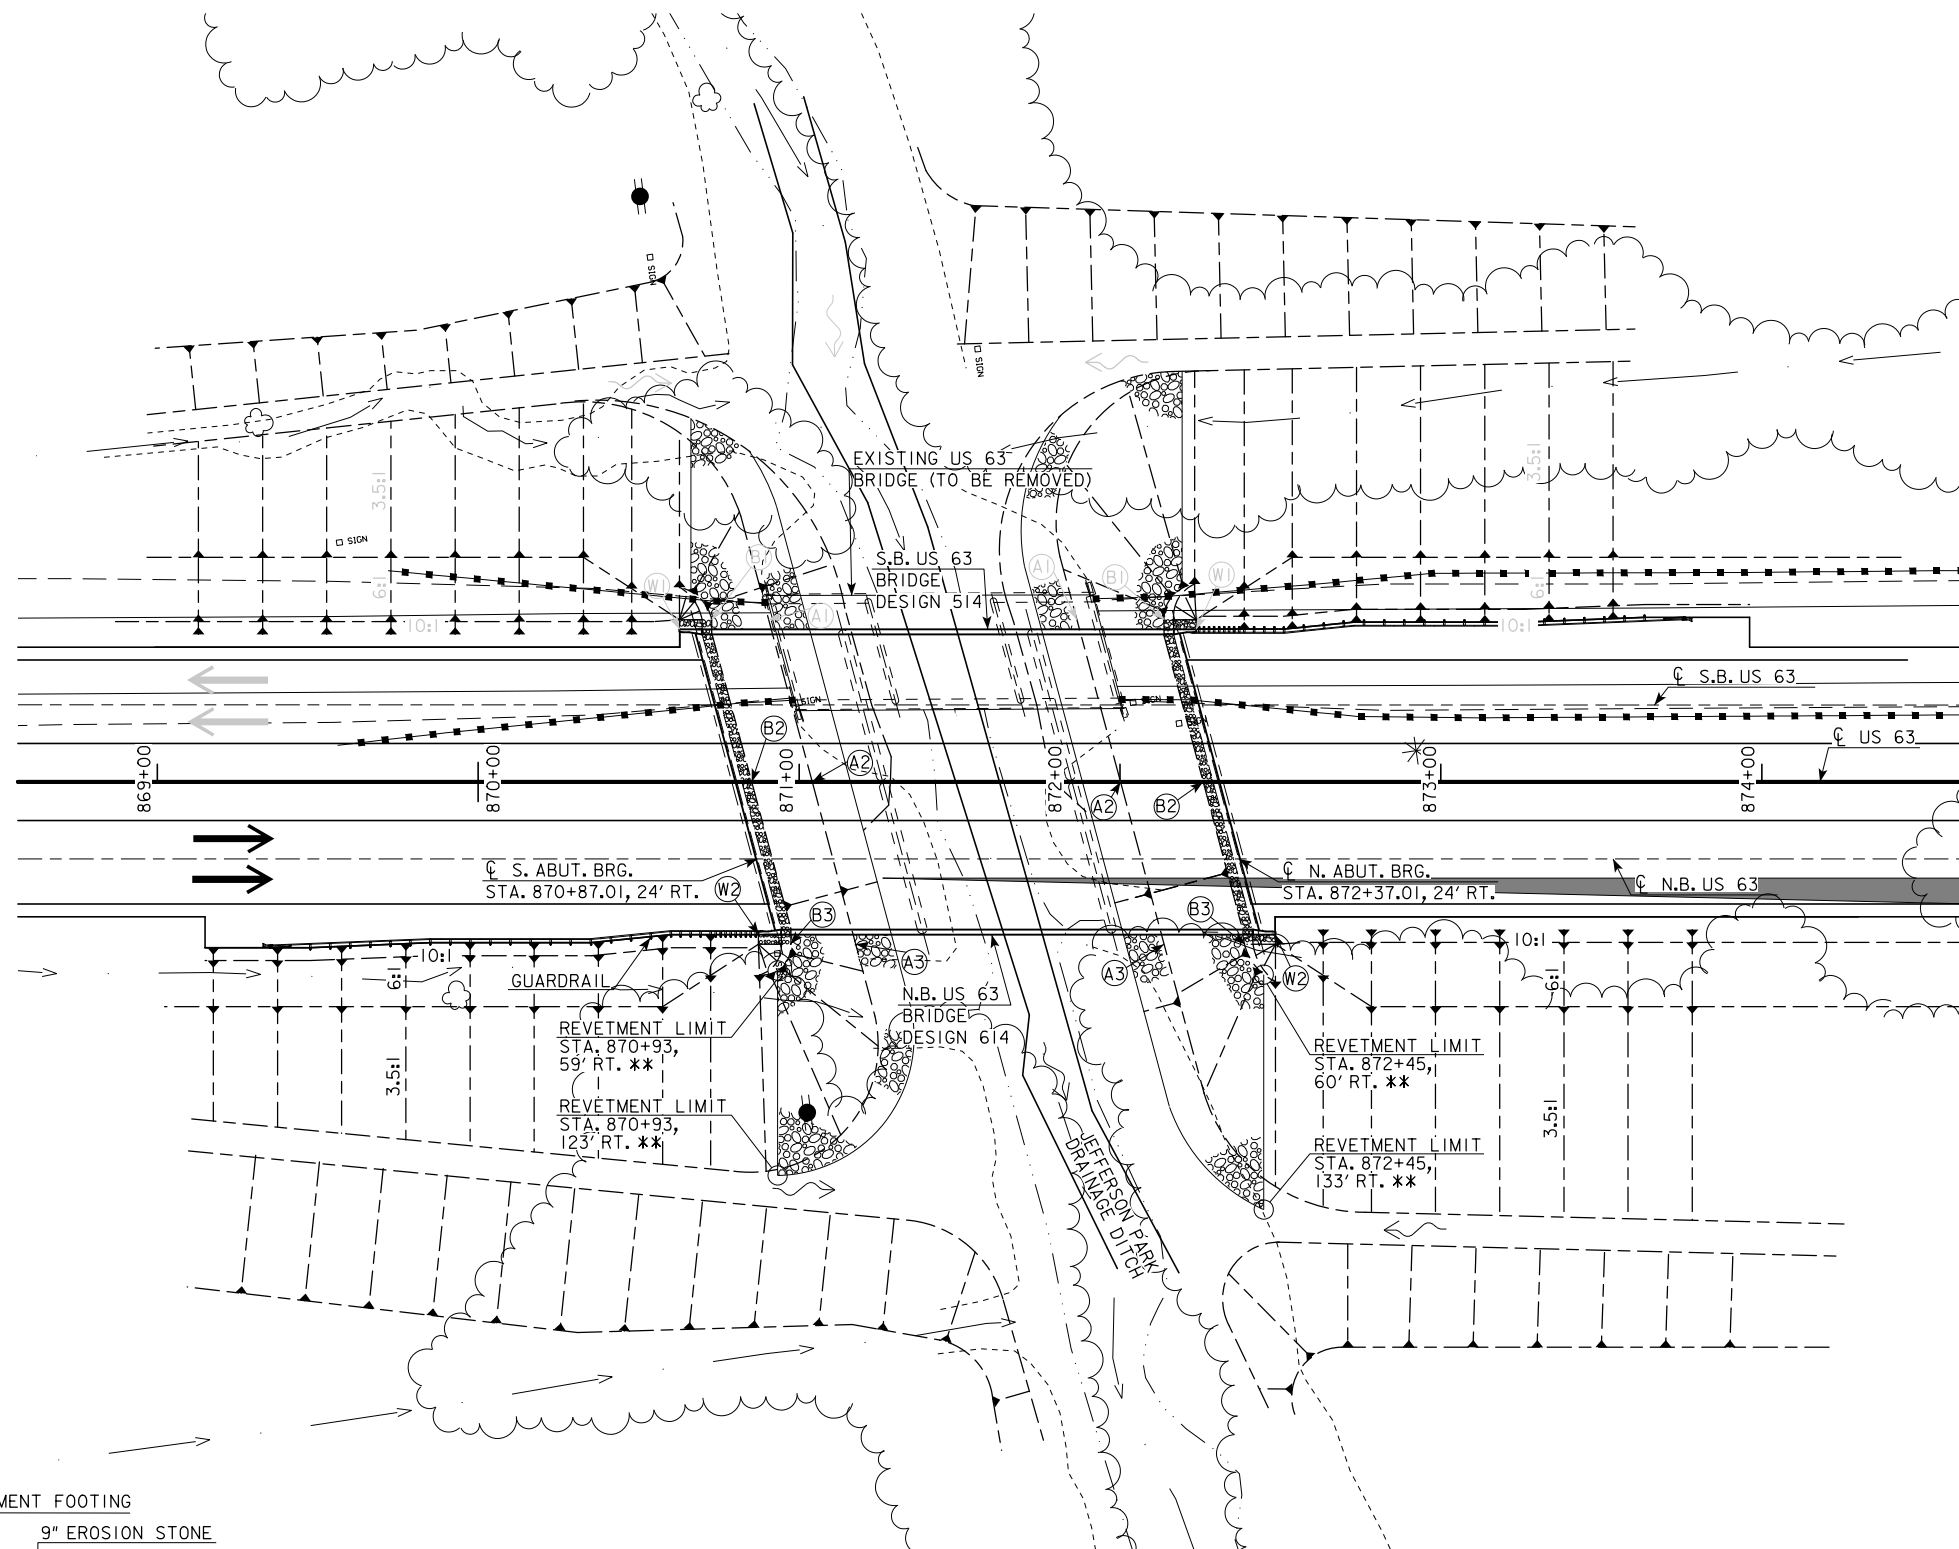 SIGN
SIGN
EXISTING US 63
BRIDGE (TO BE REMOVED)
3.5:1
3.5:1
SIGN
S.B. US 63
BRIDGE
DESIGN 514
W1
B1
A1
A1
B1
W1
6:1
6:1
10:1
10:1
SIGN
SIGN
℄ S.B. US 63
B2
A2
℄ US 63
869+00
870+00
871+00
872+00
873+00
874+00
A2
B2
℄ S. ABUT. BRG.
STA. 870+87.01, 24' RT.
W2
B3
℄ N. ABUT. BRG.
STA. 872+37.01, 24' RT.
℄ N.B. US 63
B3
10:1
6:1
GUARDRAIL
A3
A3
W2
10:1
6:1
N.B. US 63
BRIDGE
DESIGN 614
REVETMENT LIMIT
STA. 870+93,
59' RT. **
REVETMENT LIMIT
STA. 872+45,
60' RT. **
3.5:1
3.5:1
REVETMENT LIMIT
STA. 870+93,
123' RT. **
REVETMENT LIMIT
STA. 872+45,
133' RT. **
JEFFERSON PARK/
DRAINAGE DITCH
MENT FOOTING
9" EROSION STONE